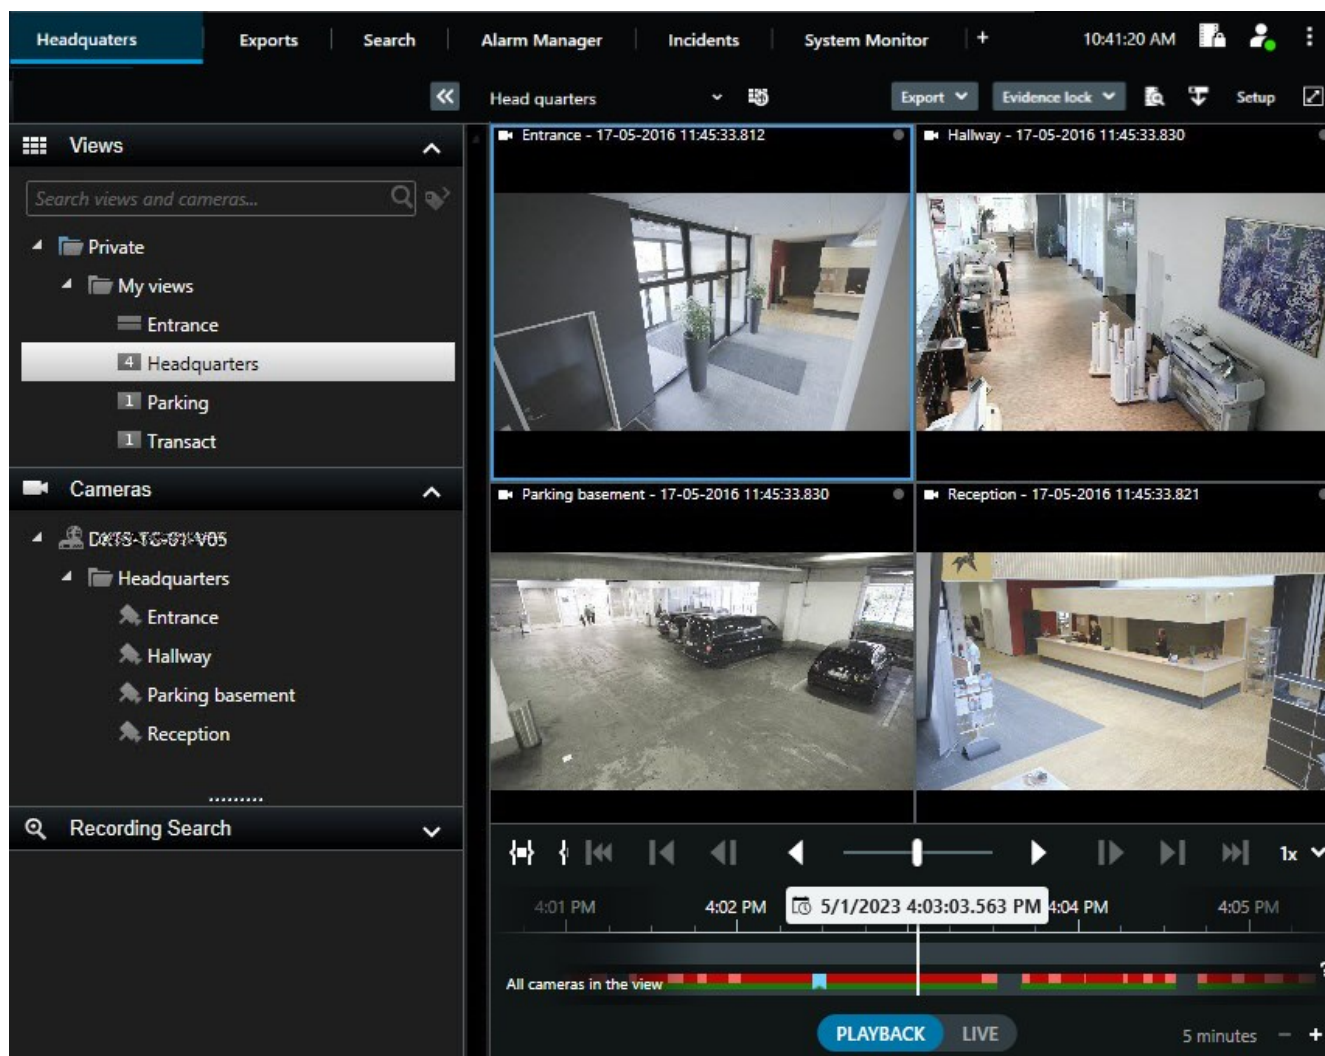 Headquaters
Exports
Search
Alarm Manager
Incidents
System Monitor
+
10:41:20 AM
Head quarters
Export
Evidence lock
Setup
Views
Search views and cameras...
Private
My views
Entrance
4 Headquarters
1 Parking
1 Transact
Cameras
Headquarters
Entrance
Hallway
Parking basement
Reception
Recording Search
Entrance - 17-05-2016 11:45:33.812
Hallway - 17-05-2016 11:45:33.830
Parking basement - 17-05-2016 11:45:33.830
Reception - 17-05-2016 11:45:33.821
1x
4:01 PM
4:02 PM
5/1/2023 4:03:03.563 PM
4:04 PM
4:05 PM
All cameras in the view
PLAYBACK
LIVE
5 minutes - +